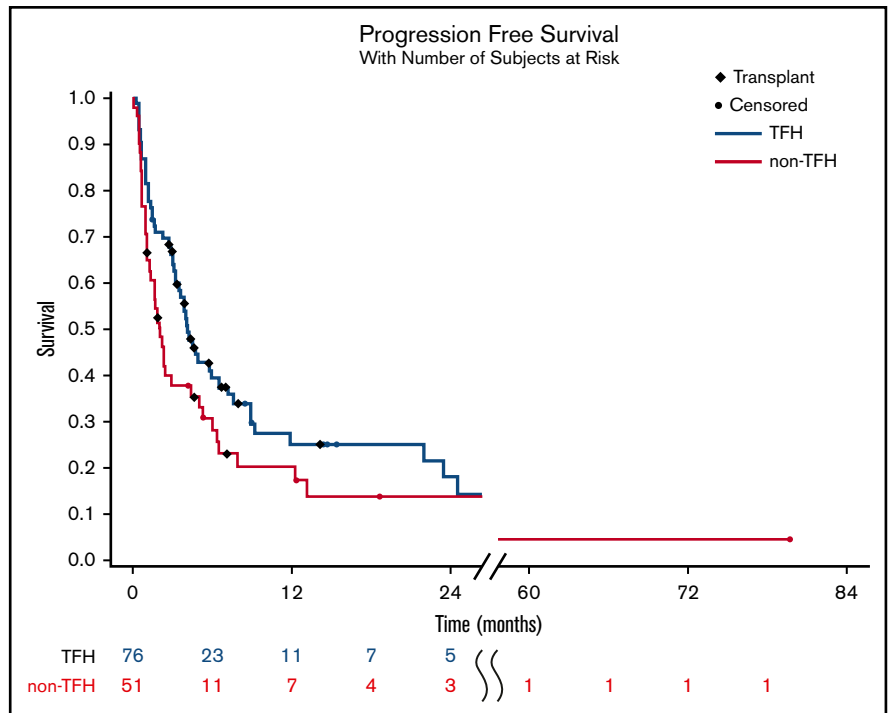 Progression Free Survival
With Number of Subjects at Risk
Transplant
Censored
TFH
non-TFH
1.0
0.9
0.8
0.7
0.6
0.5
0.4
0.3
0.2
0.1
0.0
Survival
0 12 24 60 72 84
Time (months)
TFH 76 23 11 7 5
non-TFH 51 11 7 4 3 1 1 1 1